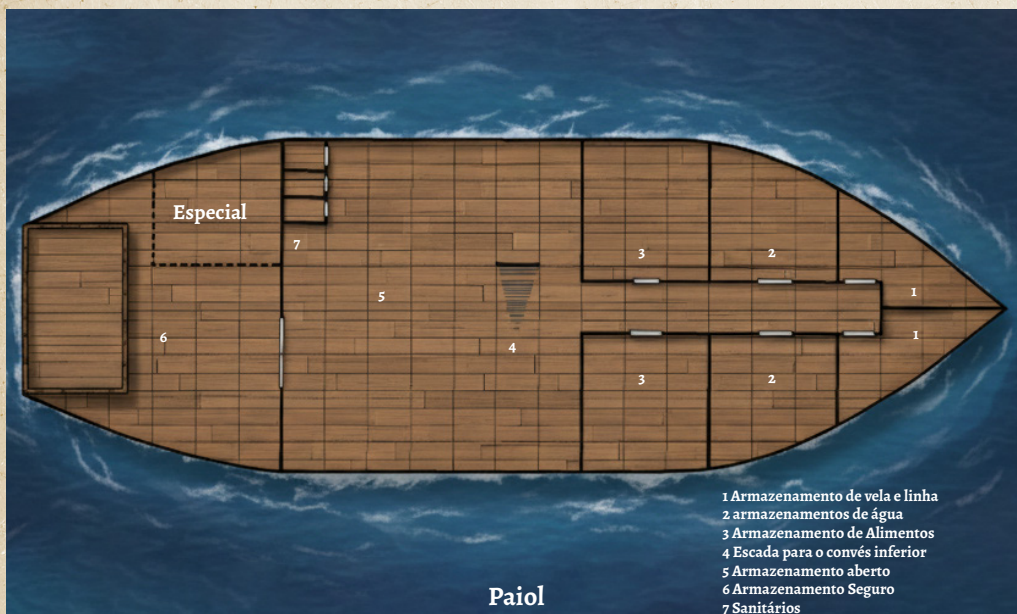 Especial
7
3
2
1
5
6
4
1
3
2
1 Armazenamento de vela e linha
2 armazenamentos de água
3 Armazenamento de Alimentos
4 Escada para o convés inferior
5 Armazenamento aberto
6 Armazenamento Seguro
7 Sanitários
Paiol